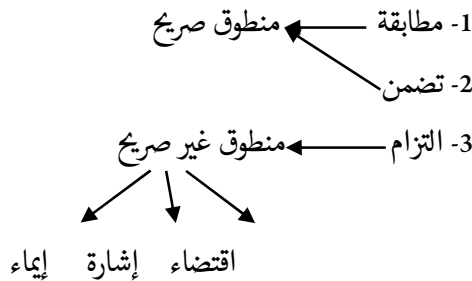 1- مطابقة منطوق صريح
2- تضمن
3- التزام منطوق غير صريح
اقتضاء إشارة إيماء